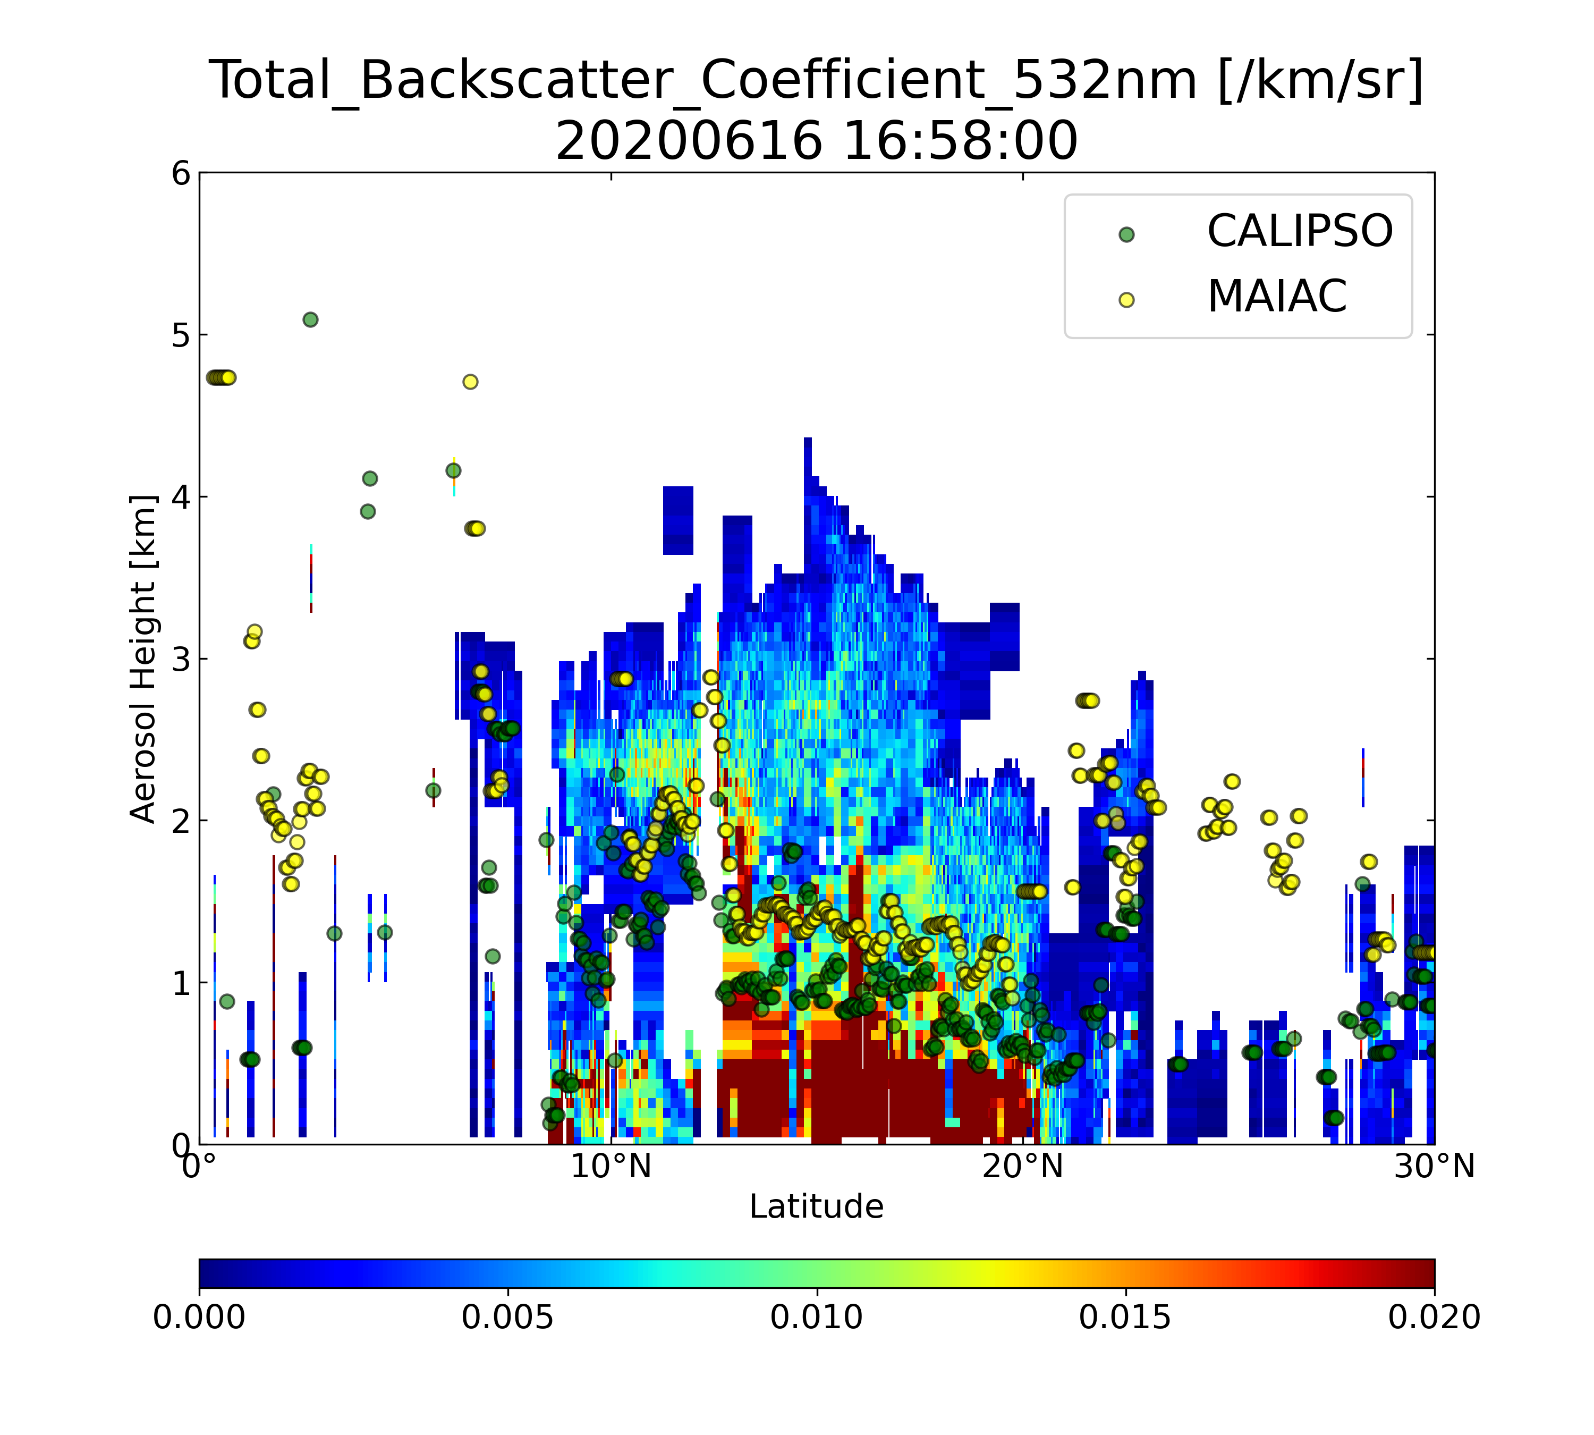 Total_Backscatter_Coefficient_532nm [/km/sr]
20200616 16:58:00
CALIPSO
MAIAC
Aerosol Height [km]
6
5
4
3
2
1
0
0° 10°N 20°N 30°N
Latitude
0.000 0.005 0.010 0.015 0.020